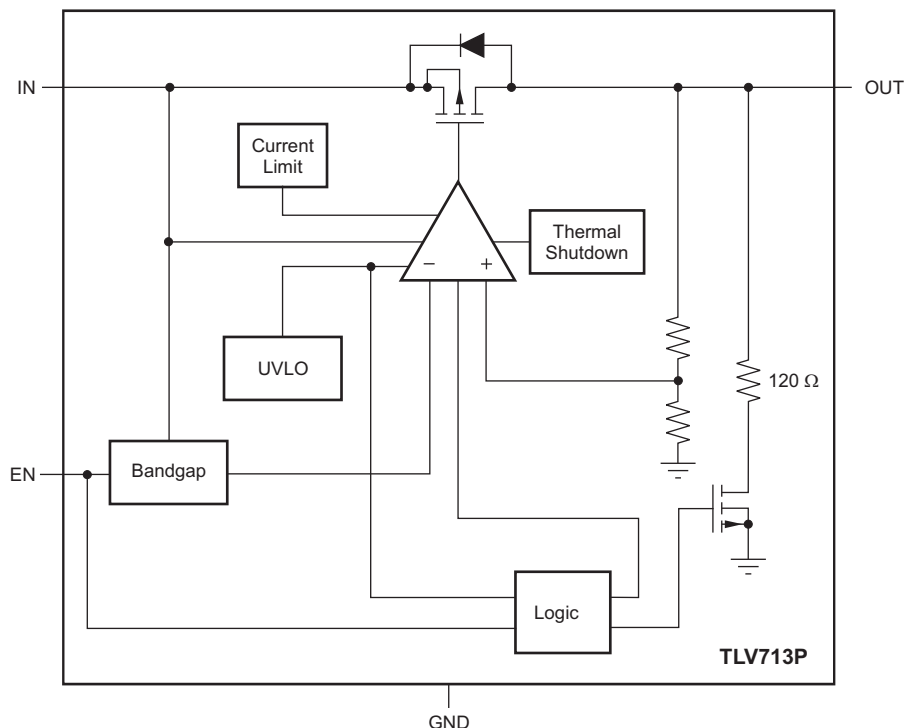 IN
OUT
Current
Limit
Thermal
Shutdown
−
+
UVLO
120 Ω
EN
Bandgap
Logic
TLV713P
GND